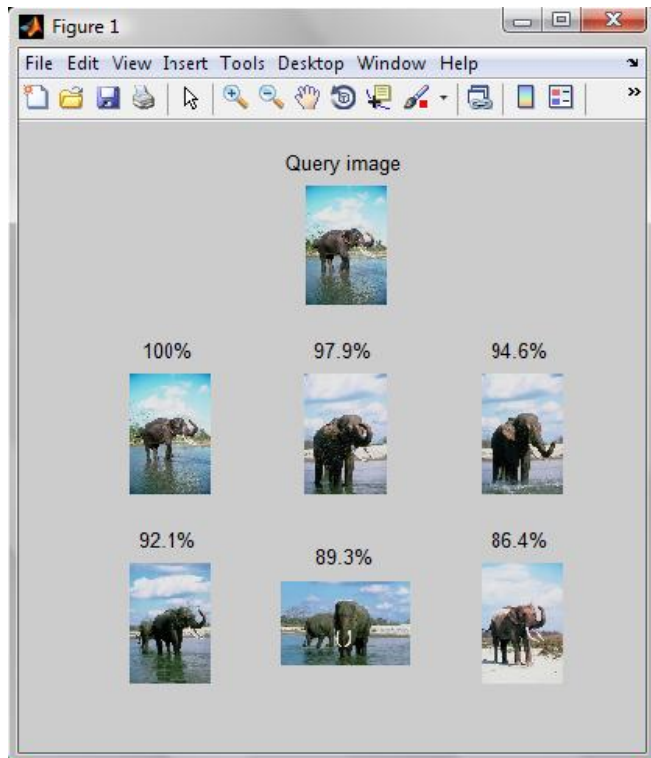 Figure 1
File Edit View Insert Tools Desktop Window Help
Query image
100% 97.9% 94.6%
92.1% 89.3% 86.4%